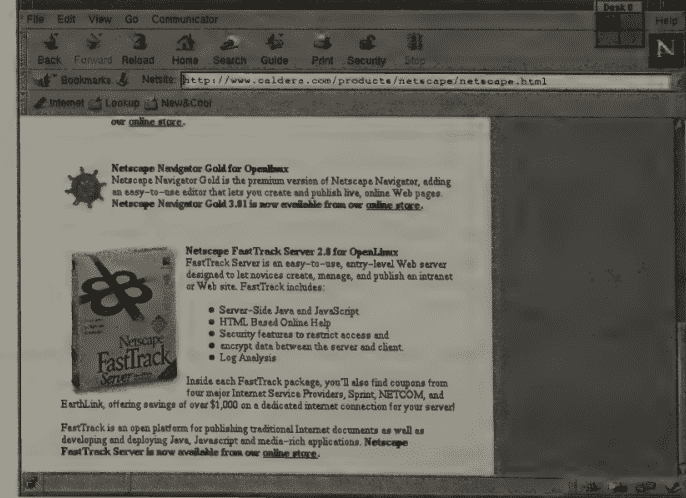 Desk 6
File Edit View Go Communicator Help
Back Forward Reload Home Search Guide Print Security Stop
N
Bookmarks Netsite: http://www.caldera.com/products/netscape/netscape.html
Internet Lookup New&Cool
our online store.
Netscape Navigator Gold for OpenLinux
Netscape Navigator Gold is the premium version of Netscape Navigator, adding
an easy-to-use editor that lets you create and publish live, online Web pages.
Netscape Navigator Gold 3.01 is now available from our online store.
Netscape FastTrack Server 2.0 for OpenLinux
FastTrack Server is an easy-to-use, entry-level Web server
designed to let novices create, manage, and publish an intranet
or Web site. FastTrack includes:
Server-Side Java and JavaScript
HTML Based Online Help
Security features to restrict access and
encrypt data between the server and client.
Log Analysis
Netscape
FastTrack
Server
Inside each FastTrack package, you'll also find coupons from
four major Internet Service Providers, Sprint, NETCOM, and
EarthLink, offering savings of over $1,000 on a dedicated internet connection for your server!
FastTrack is an open platform for publishing traditional Internet documents as well as
developing and deploying Java, Javascript and media-rich applications. Netscape
FastTrack Server is now available from our online store.